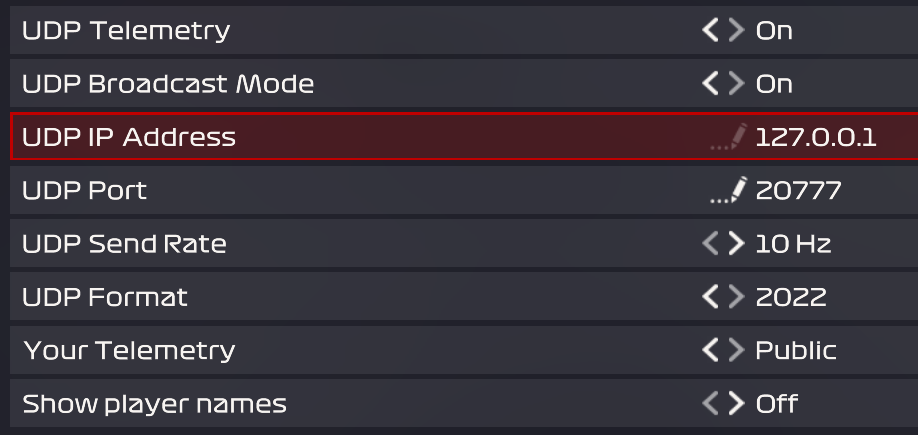 UDP Telemetry < > On
UDP Broadcast Mode < > On
UDP IP Address ... 127.0.0.1
UDP Port ... 20777
UDP Send Rate < > 10 Hz
UDP Format < > 2022
Your Telemetry < > Public
Show player names < > Off